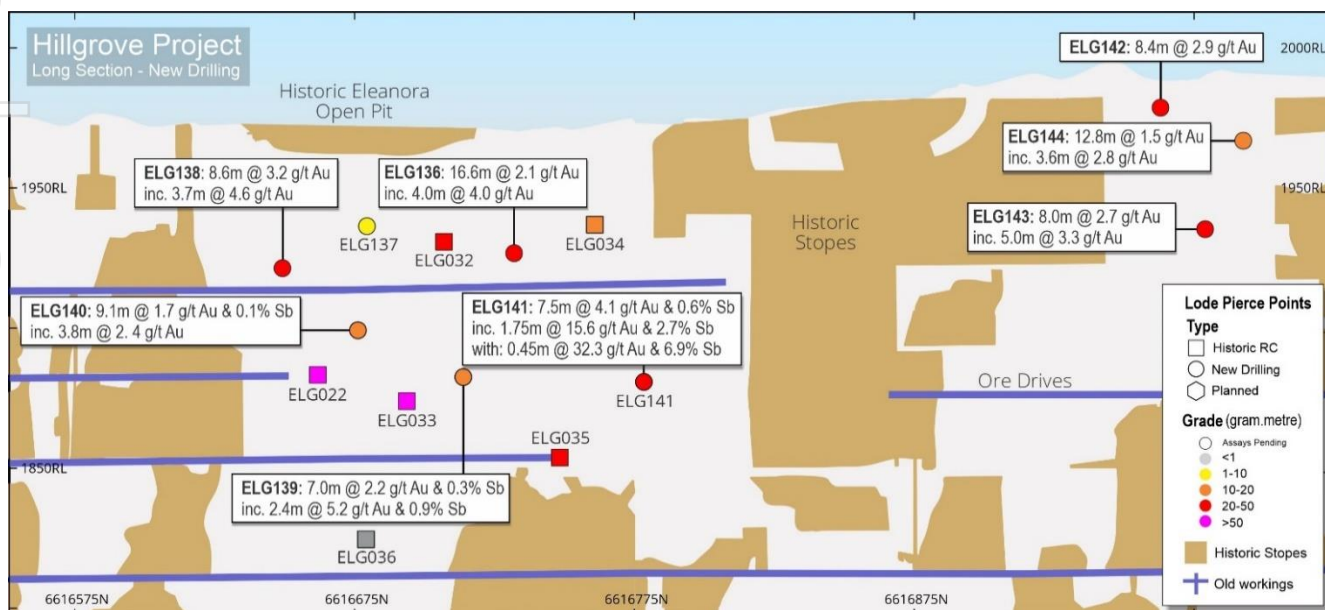 Hillgrove Project
Long Section - New Drilling
ELG142: 8.4m @ 2.9 g/t Au
2000RL
Historic Eleanora
Open Pit
ELG144: 12.8m @ 1.5 g/t Au
inc. 3.6m @ 2.8 g/t Au
ELG138: 8.6m @ 3.2 g/t Au
inc. 3.7m @ 4.6 g/t Au
ELG136: 16.6m @ 2.1 g/t Au
inc. 4.0m @ 4.0 g/t Au
1950RL
1950RL
ELG137
ELG032
ELG034
Historic
Stopes
ELG143: 8.0m @ 2.7 g/t Au
inc. 5.0m @ 3.3 g/t Au
ELG140: 9.1m @ 1.7 g/t Au & 0.1% Sb
inc. 3.8m @ 2. 4 g/t Au
ELG141: 7.5m @ 4.1 g/t Au & 0.6% Sb
inc. 1.75m @ 15.6 g/t Au & 2.7% Sb
with: 0.45m @ 32.3 g/t Au & 6.9% Sb
ELG022
ELG033
ELG141
Ore Drives
ELG035
1850RL
ELG139: 7.0m @ 2.2 g/t Au & 0.3% Sb
inc. 2.4m @ 5.2 g/t Au & 0.9% Sb
ELG036
Lode Pierce Points
Type
Historic RC
New Drilling
Planned
Grade (gram.metre)
Assays Pending
<1
1-10
10-20
20-50
>50
Historic Stopes
Old workings
6616575N
6616675N
6616775N
6616875N